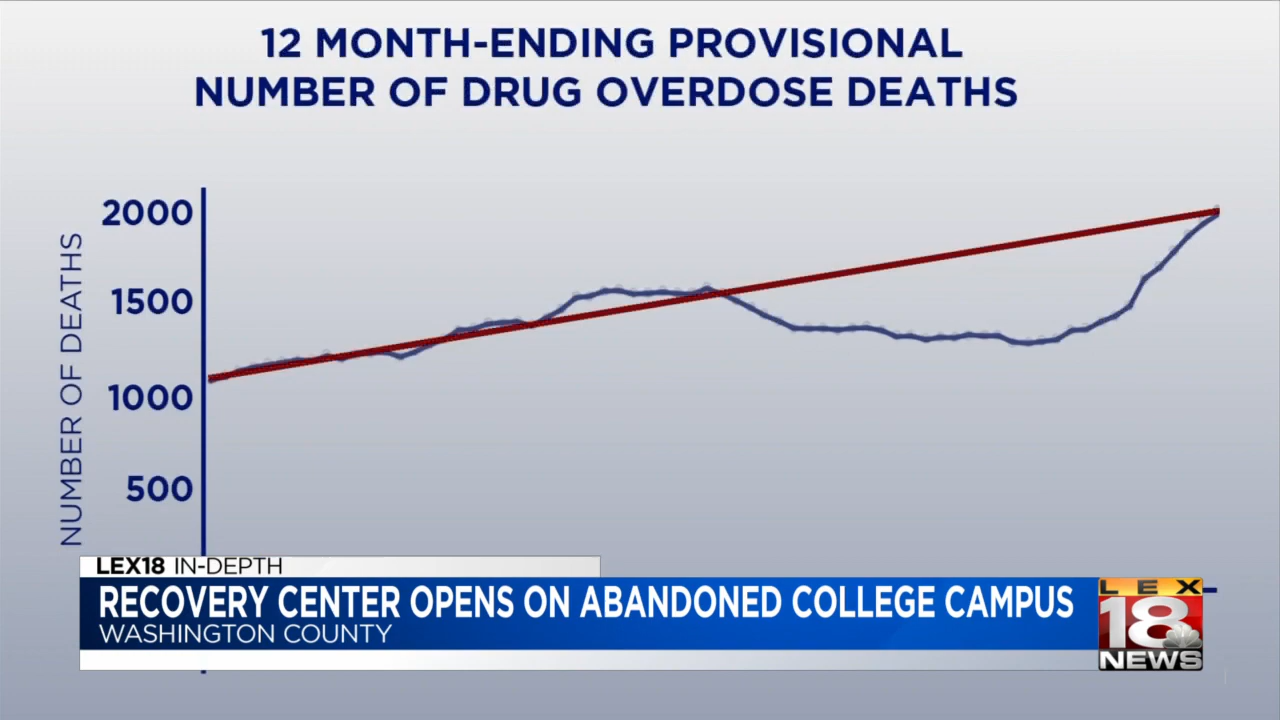 12 MONTH-ENDING PROVISIONAL
NUMBER OF DRUG OVERDOSE DEATHS
NUMBER OF DEATHS
2000
1500
1000
500
LEX18 IN-DEPTH
RECOVERY CENTER OPENS ON ABANDONED COLLEGE CAMPUS
WASHINGTON COUNTY
LEX
18
NEWS